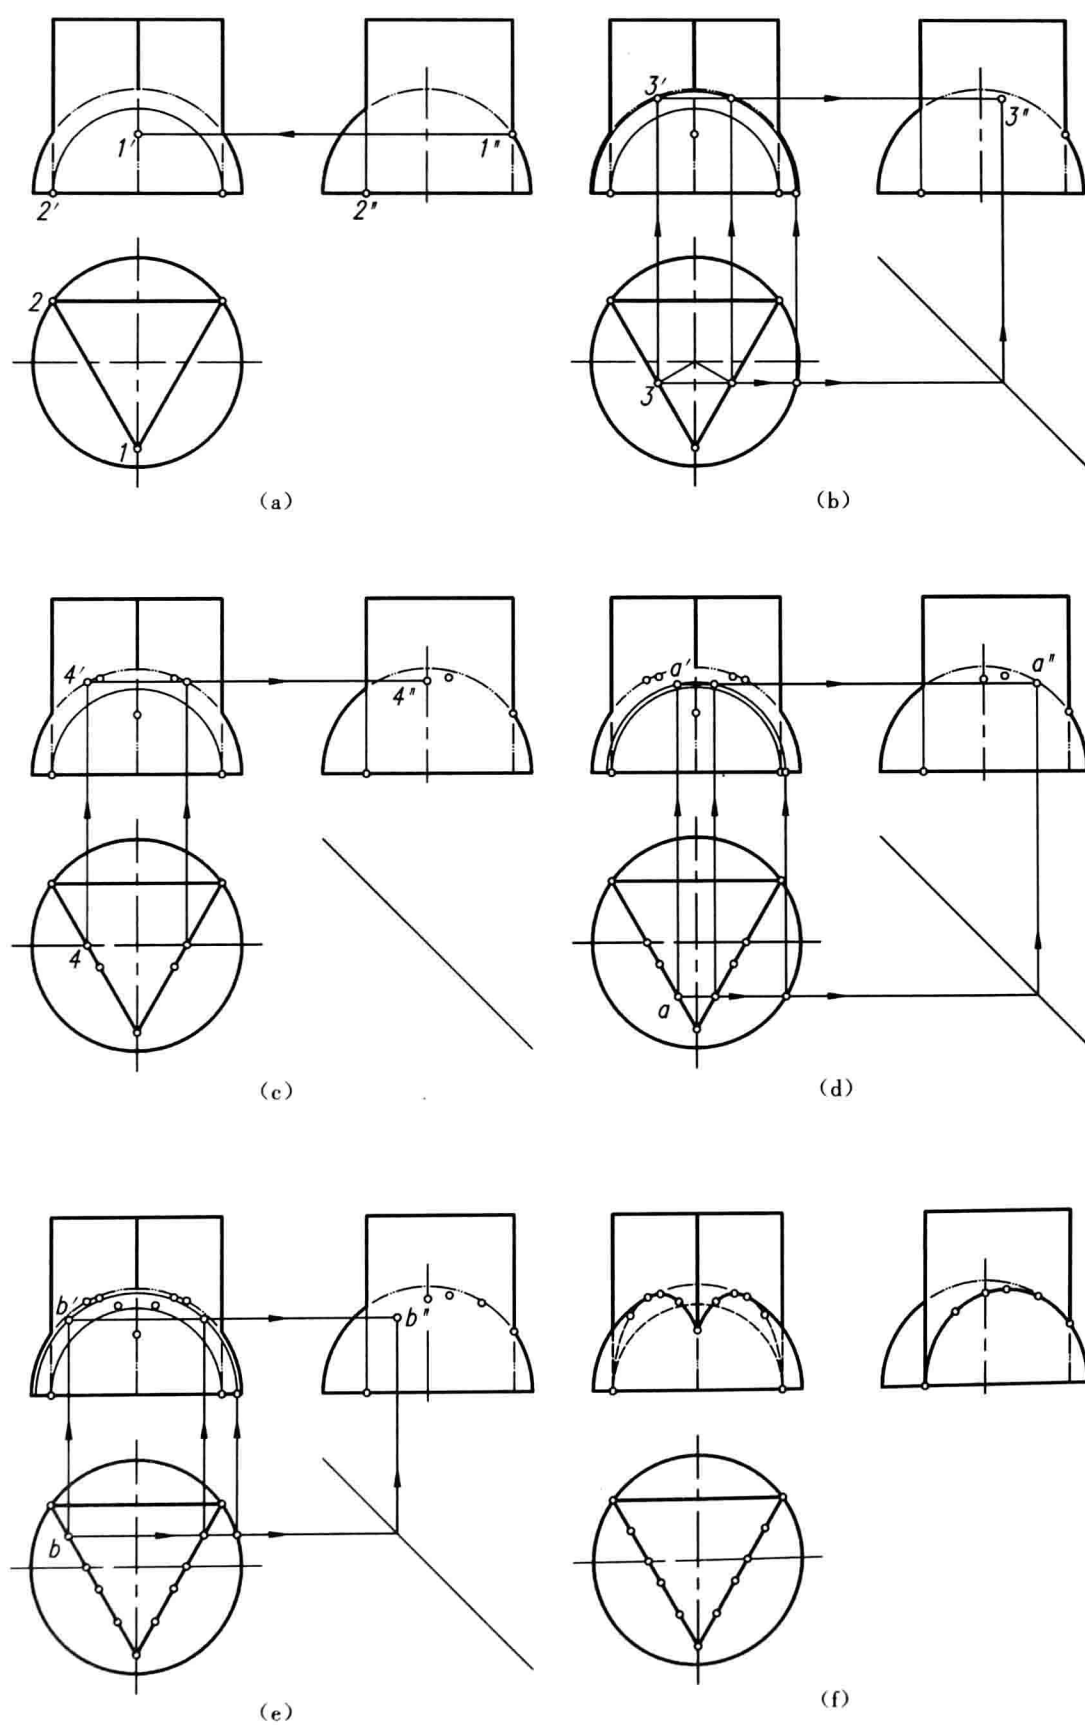 1' 1"
2' 2"
2
1
(a)
3' 3"
3
(b)
4' 4"
4
(c)
a' a"
a
(d)
b' b"
b
(e)
(f)